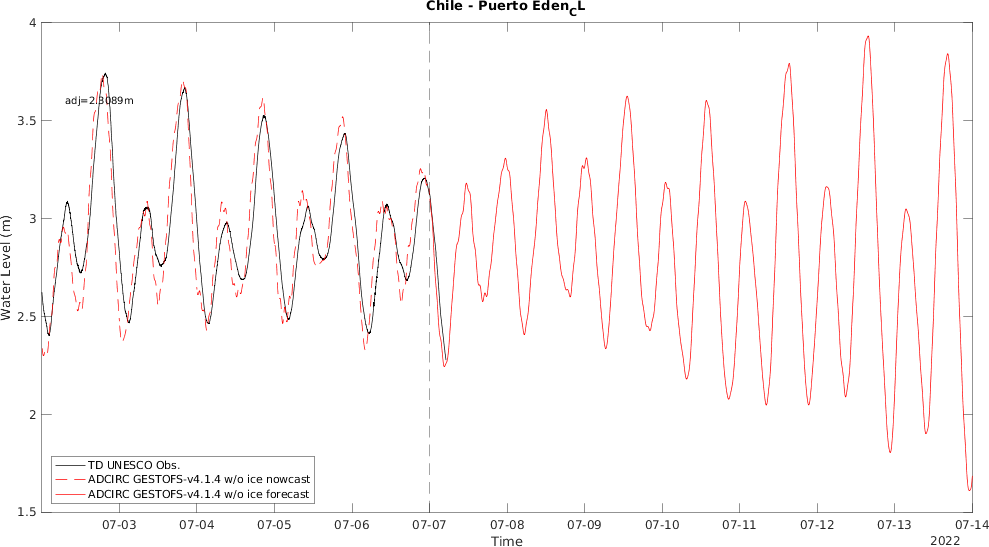 Chile - Puerto Eden_CL
4
3.5
3
2.5
2
1.5
Water Level (m)
adj=2.3089m
TD UNESCO Obs.
ADCIRC GESTOFS-v4.1.4 w/o ice nowcast
ADCIRC GESTOFS-v4.1.4 w/o ice forecast
07-03 07-04 07-05 07-06 07-07 07-08 07-09 07-10 07-11 07-12 07-13 07-14
Time
2022